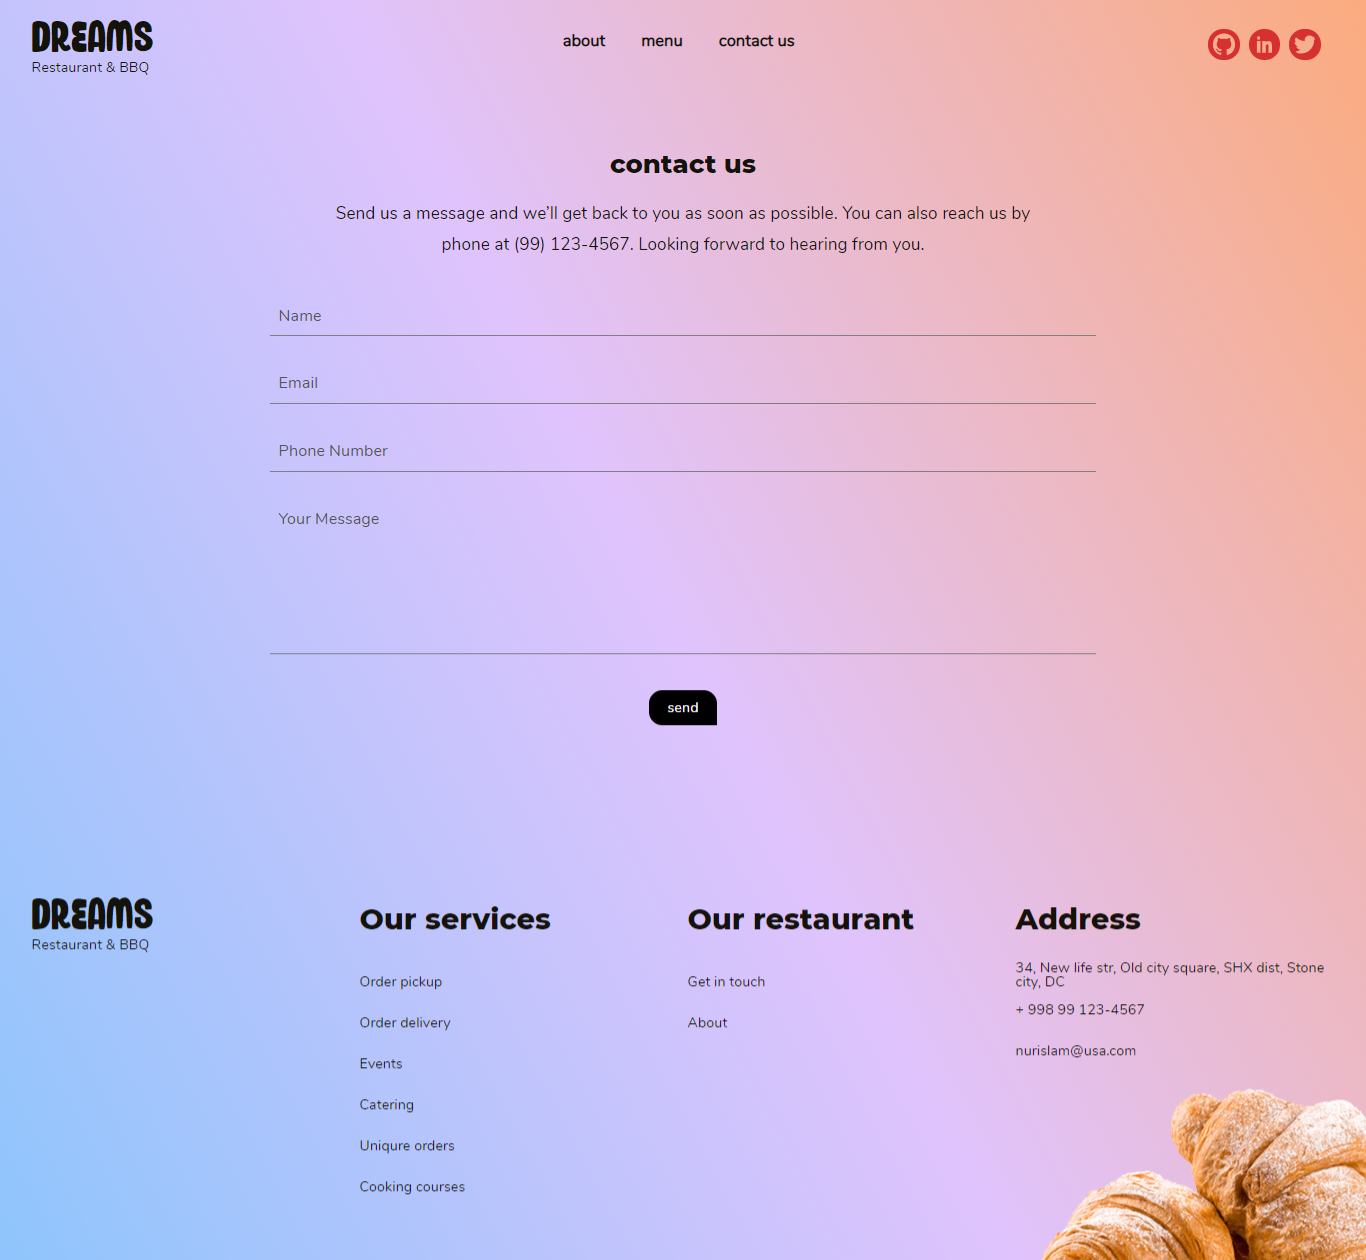 DREAMS
Restaurant & BBQ
about
menu
contact us
contact us
Send us a message and we'll get back to you as soon as possible. You can also reach us by
phone at (99) 123-4567. Looking forward to hearing from you.
Name
Email
Phone Number
Your Message
send
DREAMS
Restaurant & BBQ
Our services
Order pickup
Order delivery
Events
Catering
Uniqure orders
Cooking courses
Our restaurant
Get in touch
About
Address
34, New life str, Old city square, SHX dist, Stone
city, DC
+ 998 99 123-4567
nurislam@usa.com